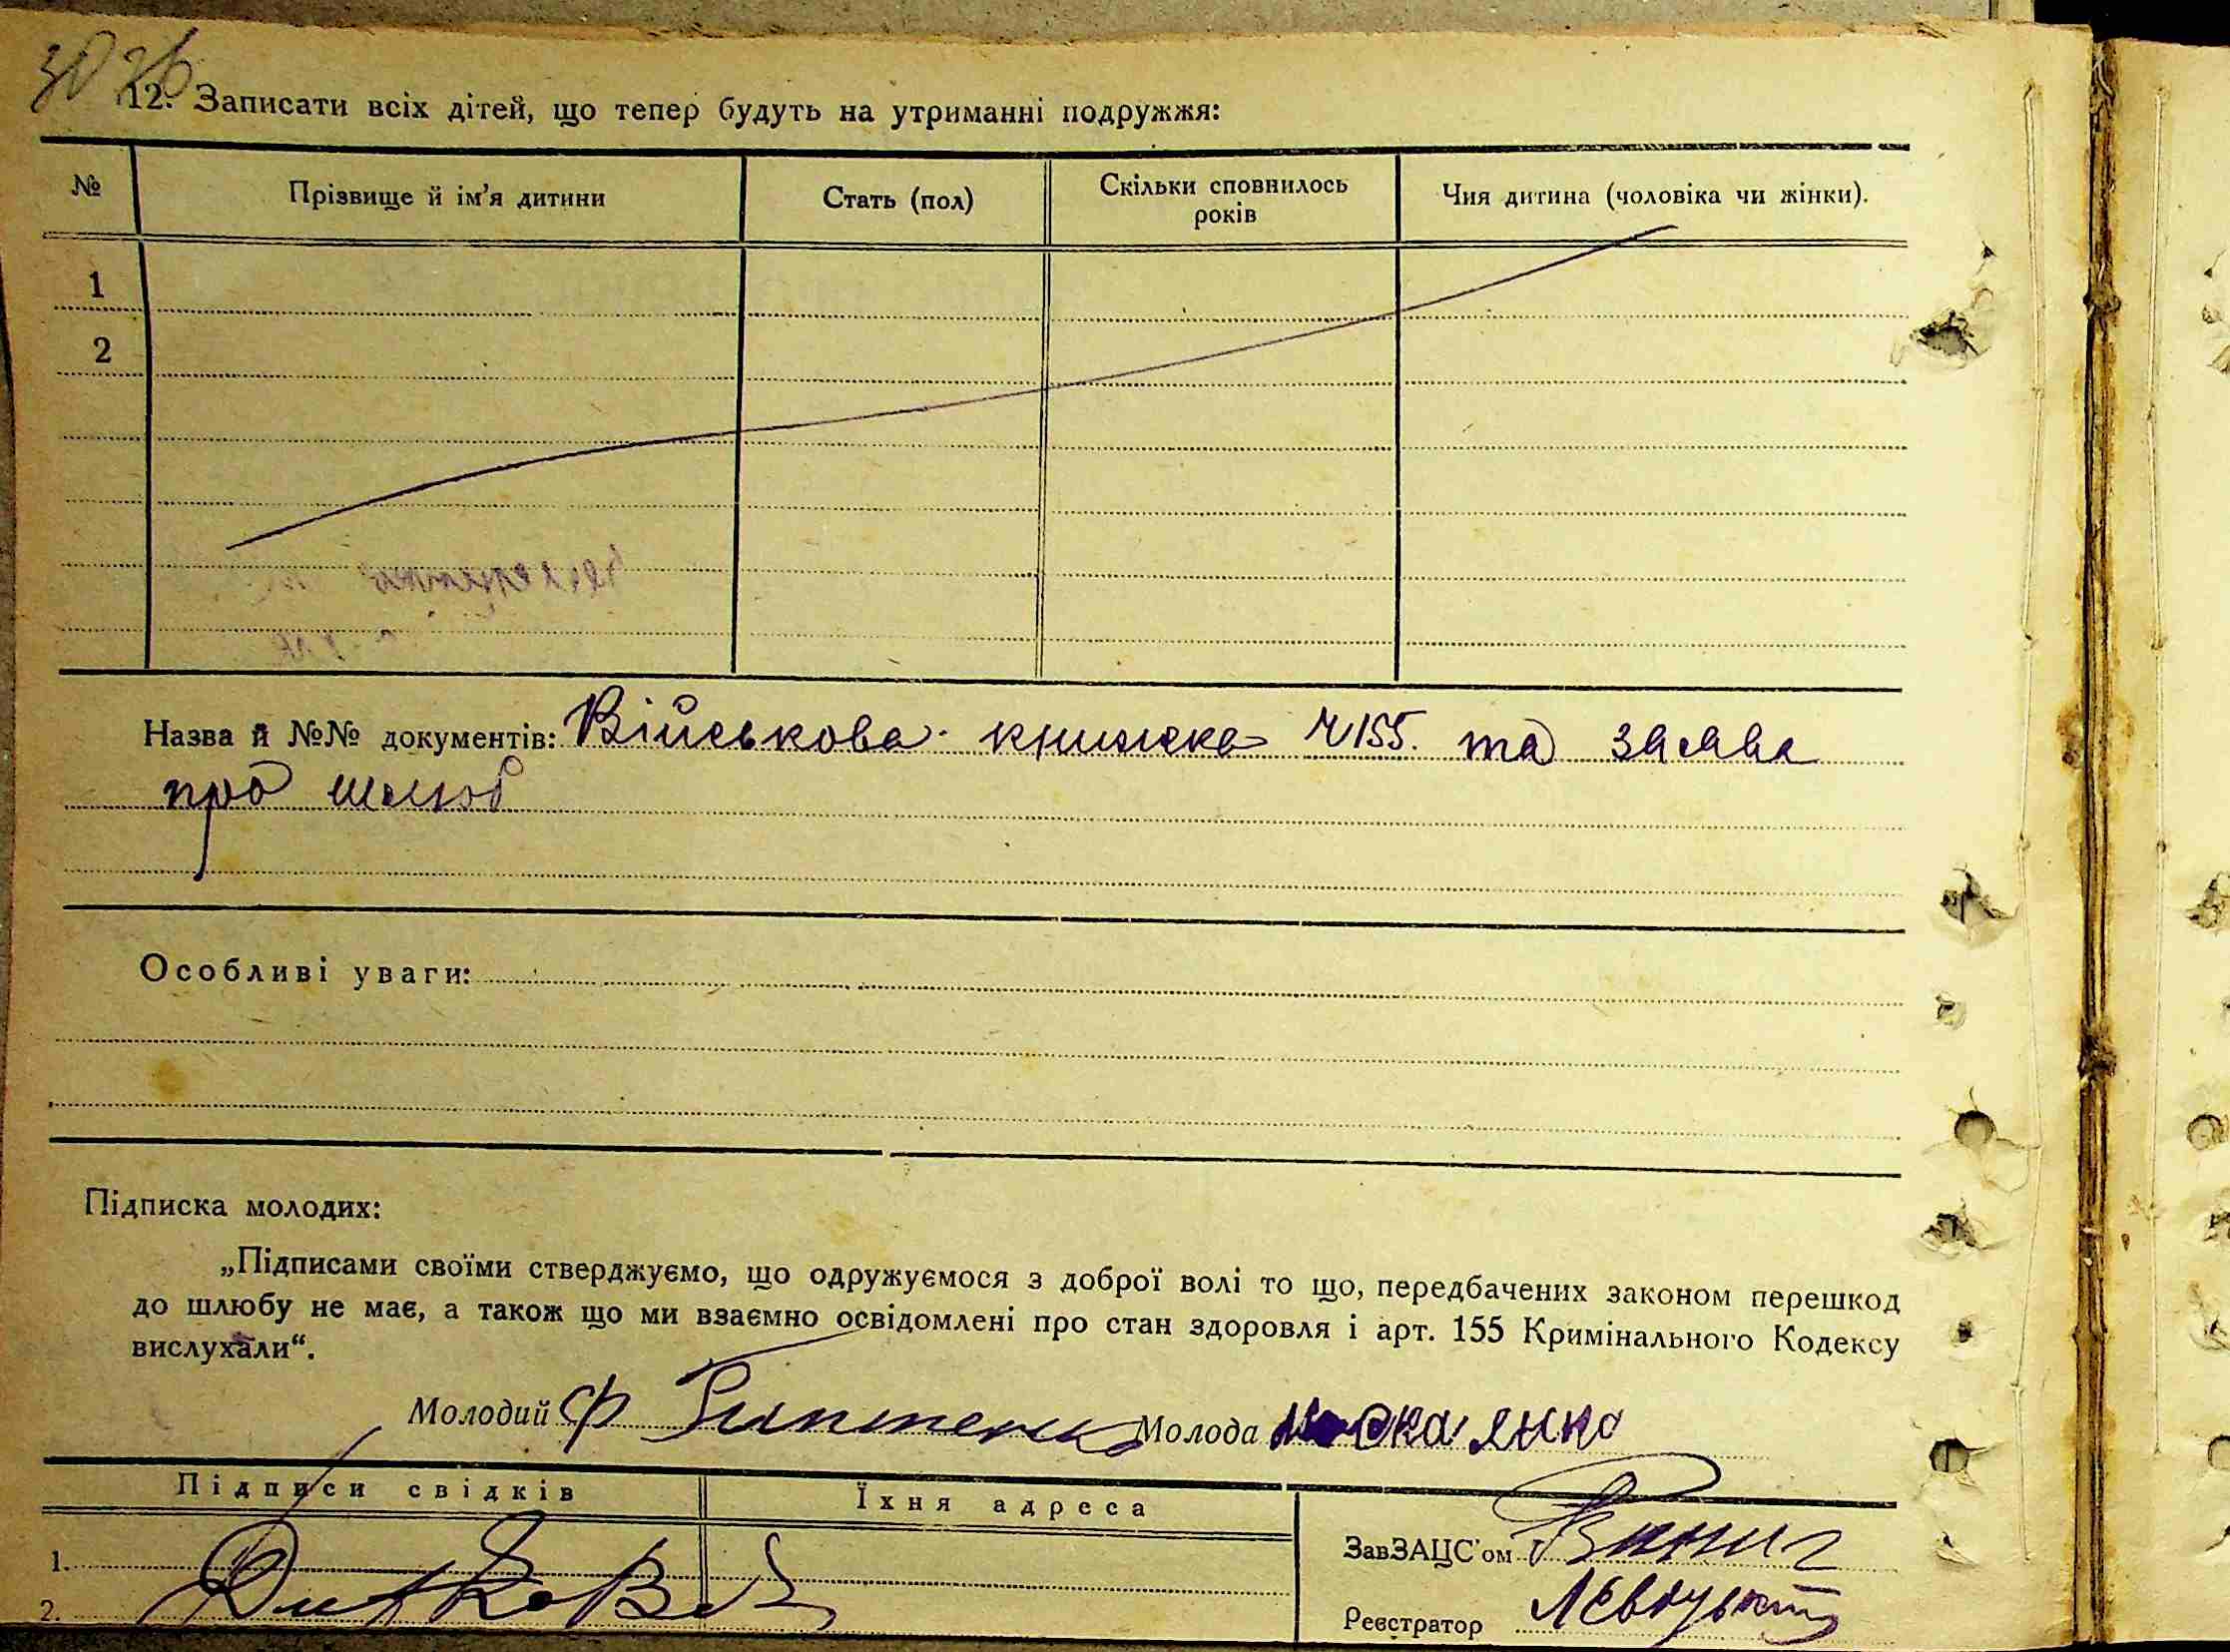 12. Записати всіх дітей, що тепер будуть на утриманні подружжя:
№ Прізвище й ім’я дитини Стать (пол) Скільки сповнилось років Чия дитина (чоловіка чи жінки).
1
2
Назва й №№ документів: Військова книжка №155. та заява
про шлюб
Особливі уваги:
Підписка молодих:
„Підписами своїми стверджуємо, що одружуємося з доброї волі то що, передбачених законом перешкод
до шлюбу не має, а також що ми взаємно освідомлені про стан здоровля і арт. 155 Кримінального Кодексу
вислухали“.
Молодий Ф Молода
Підписи свідків Їхня адреса
1. ЗавЗАЦС’ом
2. Реєстратор